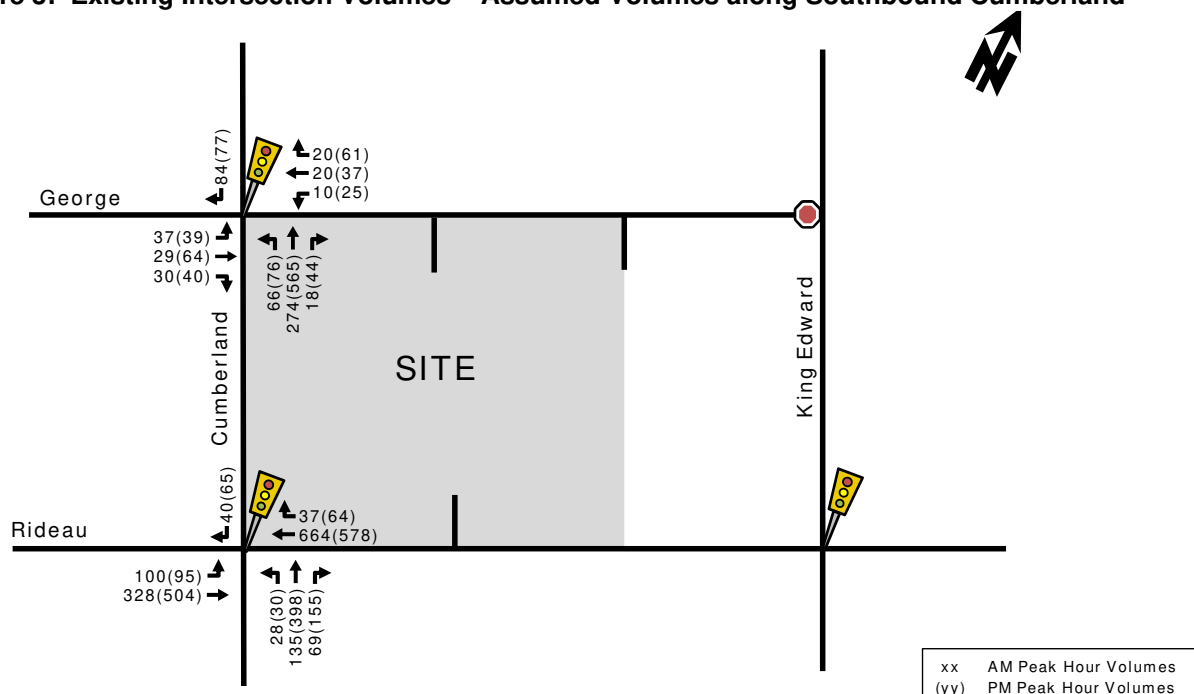 Existing Intersection Volumes – Assumed Volumes along Southbound Cumberland
N
84(77)
20(61)
20(37)
10(25)
George
37(39)
29(64)
30(40)
66(76)
274(565)
18(44)
Cumberland
SITE
King Edward
40(65)
37(64)
664(578)
Rideau
100(95)
328(504)
28(30)
135(398)
69(155)
xx AM Peak Hour Volumes
(yy) PM Peak Hour Volumes